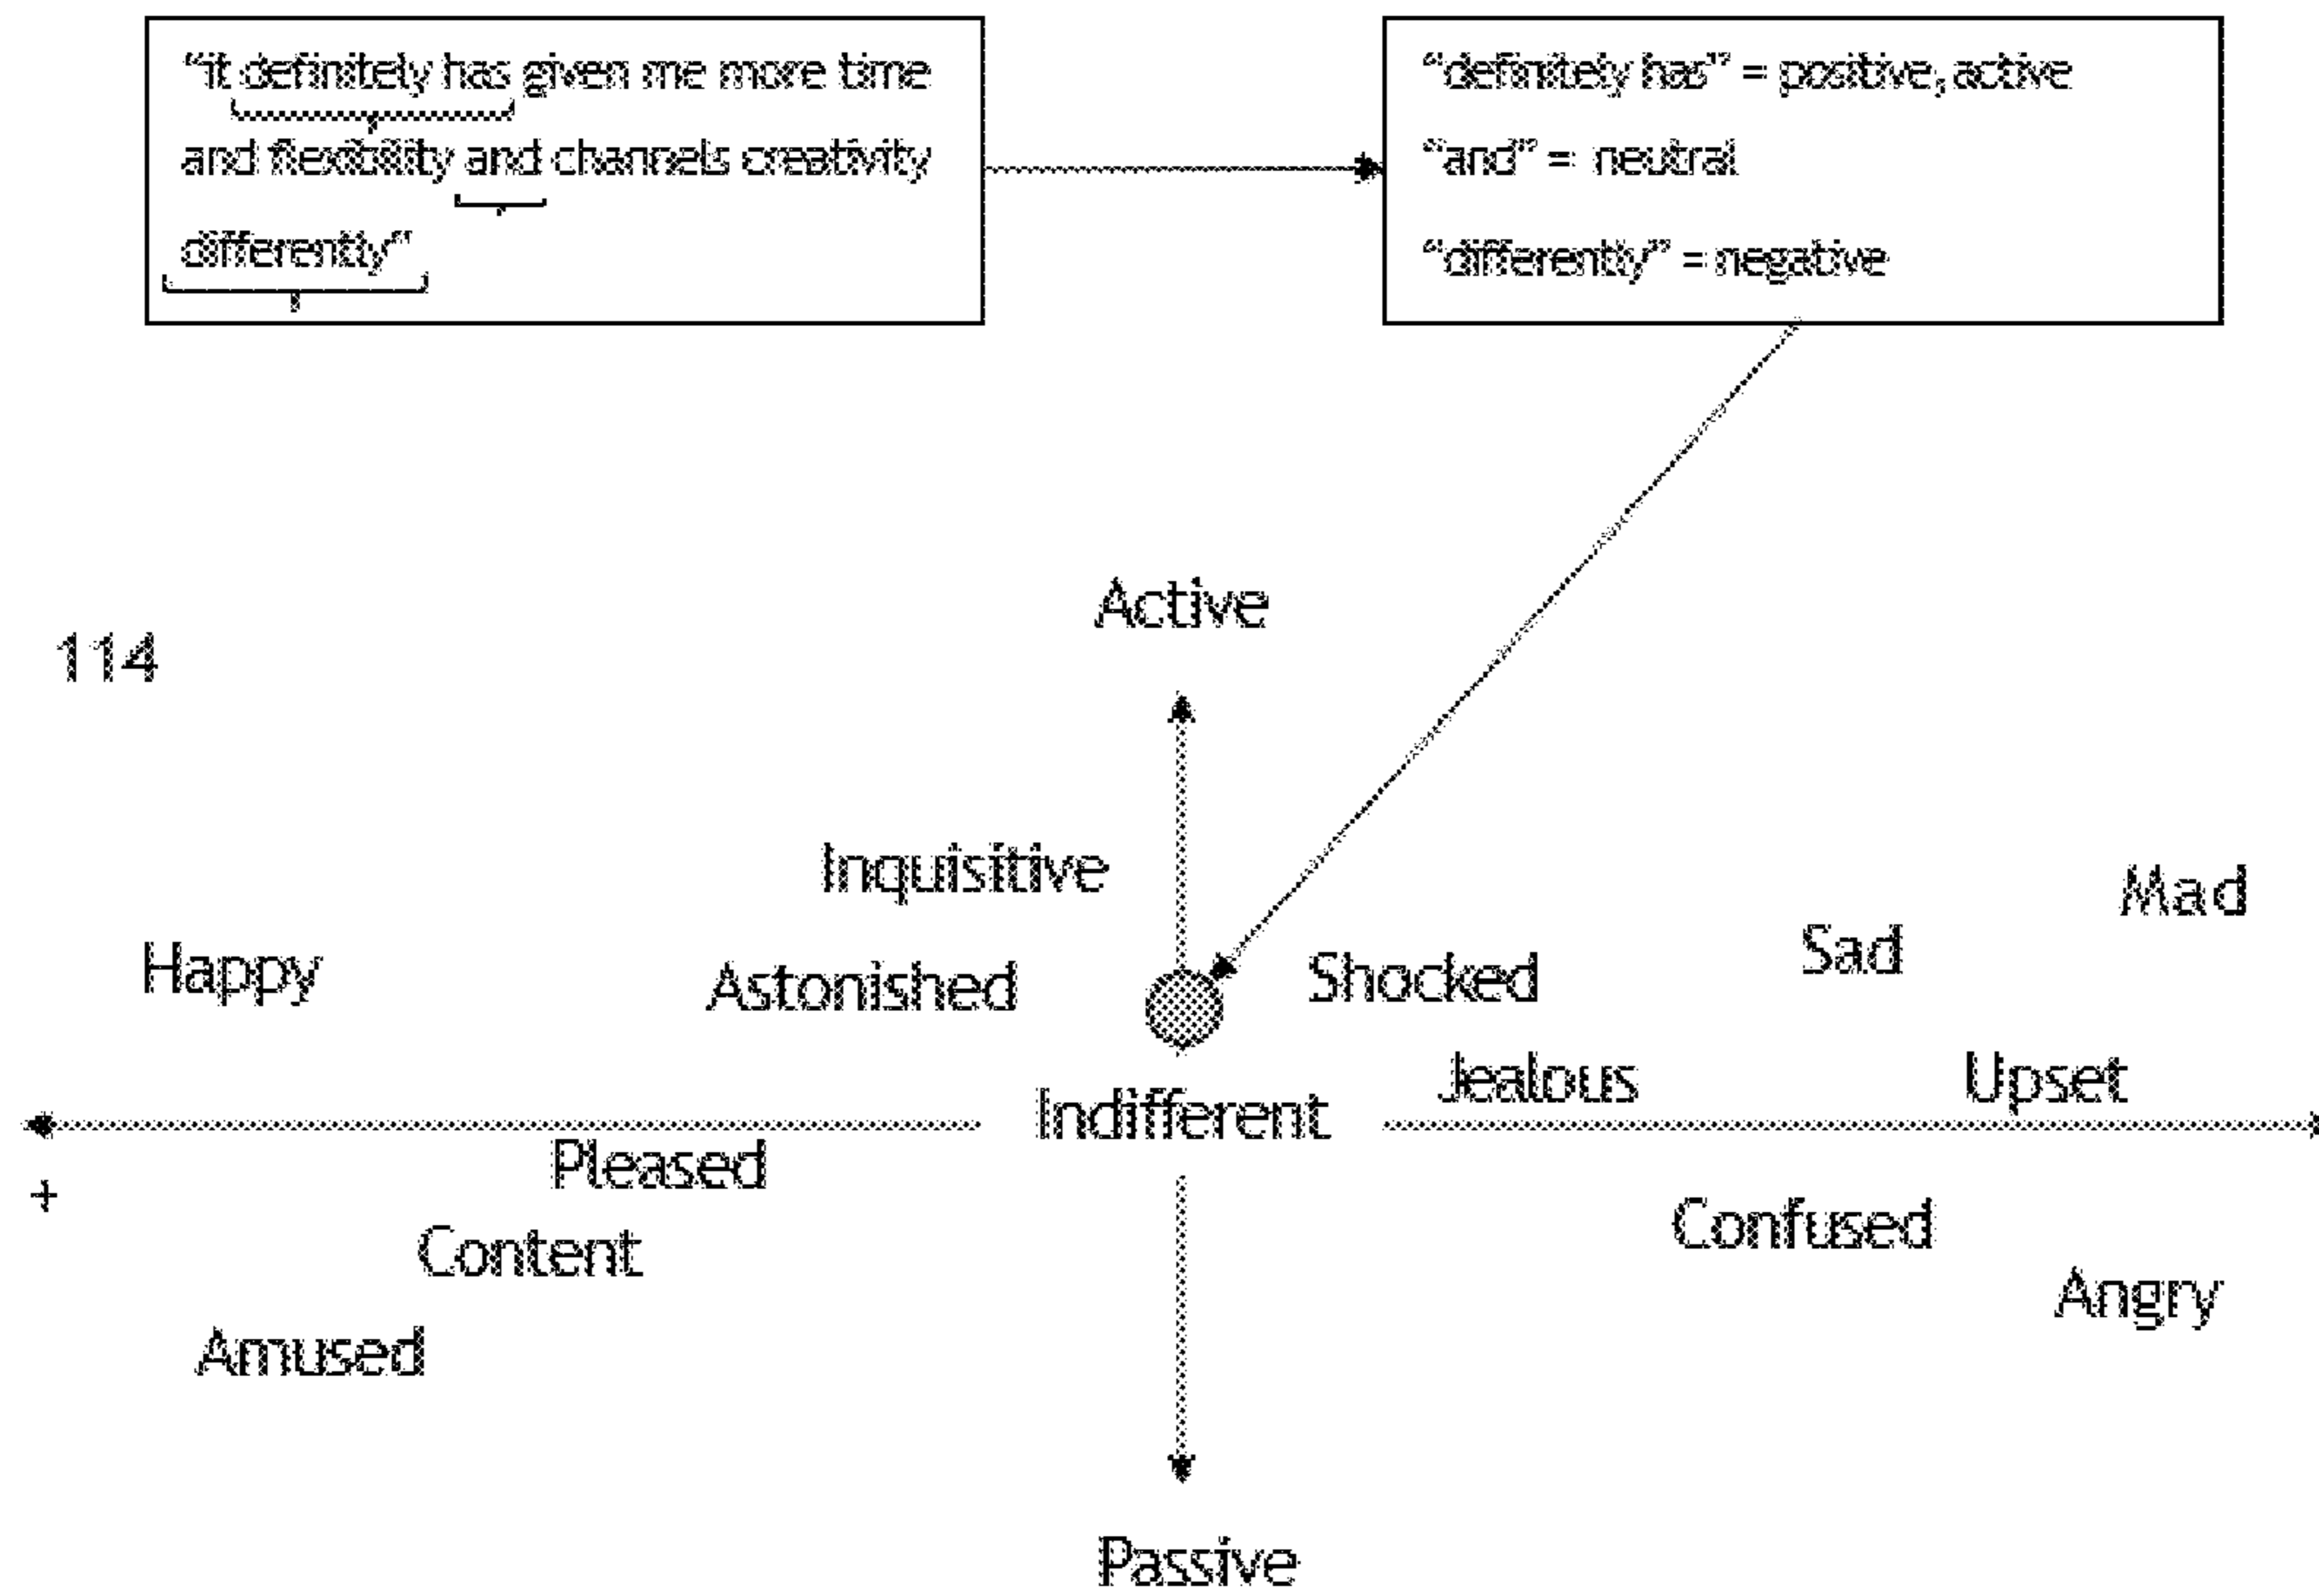 “it definitely has given me more time
and flexibility and channels creativity
differently”
“definitely has” = positive, active
“and” = neutral
“differently” = negative
Active
114
Inquisitive
Mad
Sad
Happy
Astonished
Shocked
Jealous
Upset
Indifferent
Pleased
+
Confused
Content
Angry
Amused
Passive